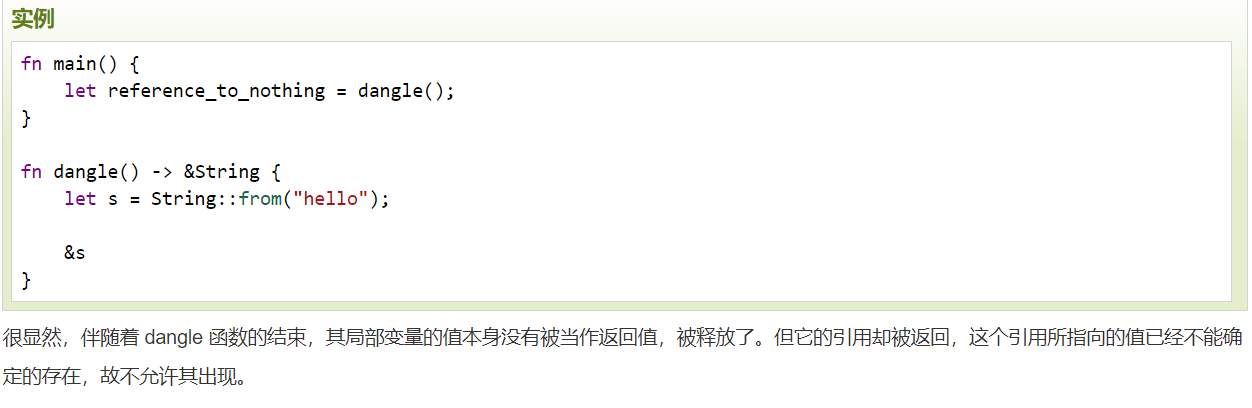 实例
fn main() {
    let reference_to_nothing = dangle();
}
fn dangle() -> &String {
    let s = String::from("hello");
    &s
}
很显然，伴随着 dangle 函数的结束，其局部变量的值本身没有被当作返回值，被释放了。但它的引用却被返回，这个引用所指向的值已经不能确
定的存在，故不允许其出现。